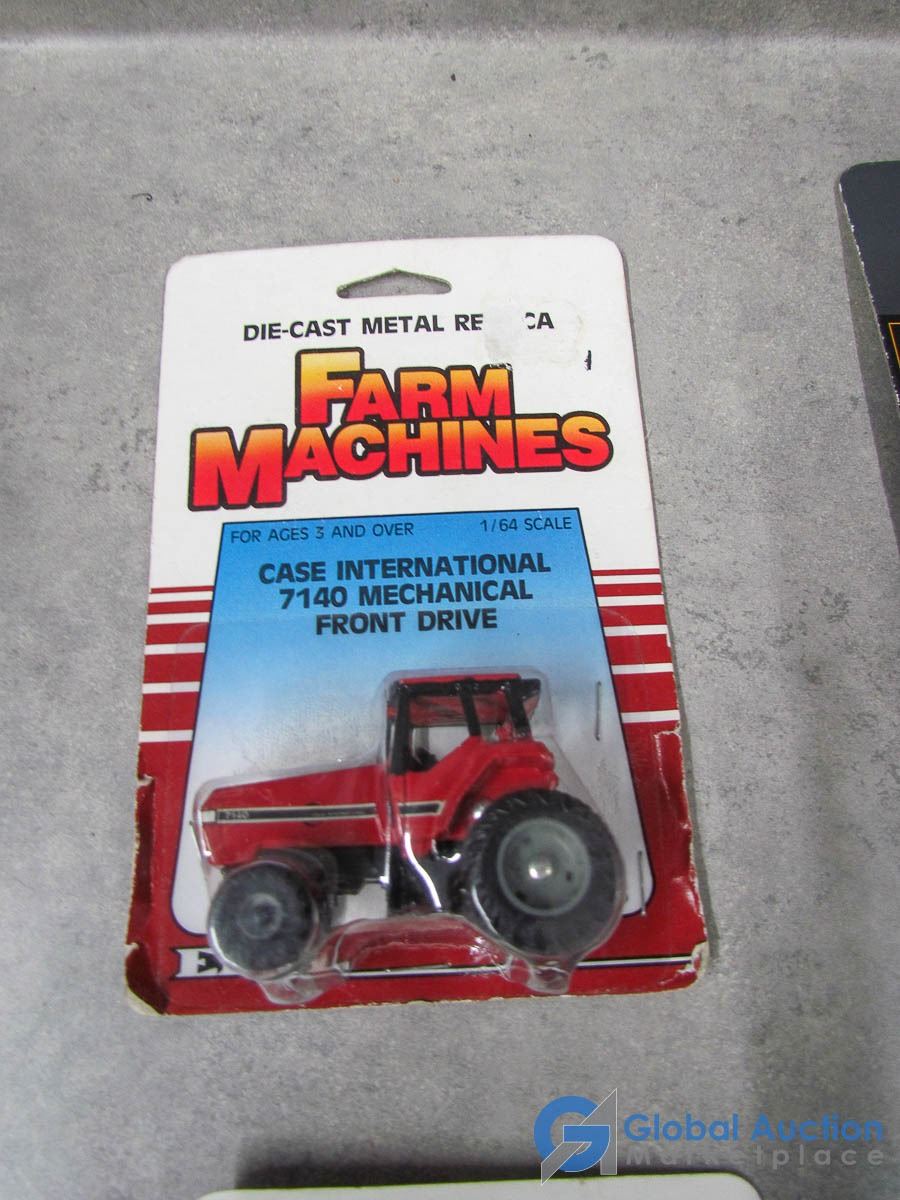 DIE-CAST METAL RE CA
FARM
MACHINES
FOR AGES 3 AND OVER 1/64 SCALE
CASE INTERNATIONAL
7140 MECHANICAL
FRONT DRIVE
7140
E
Global Auction
Marketplace